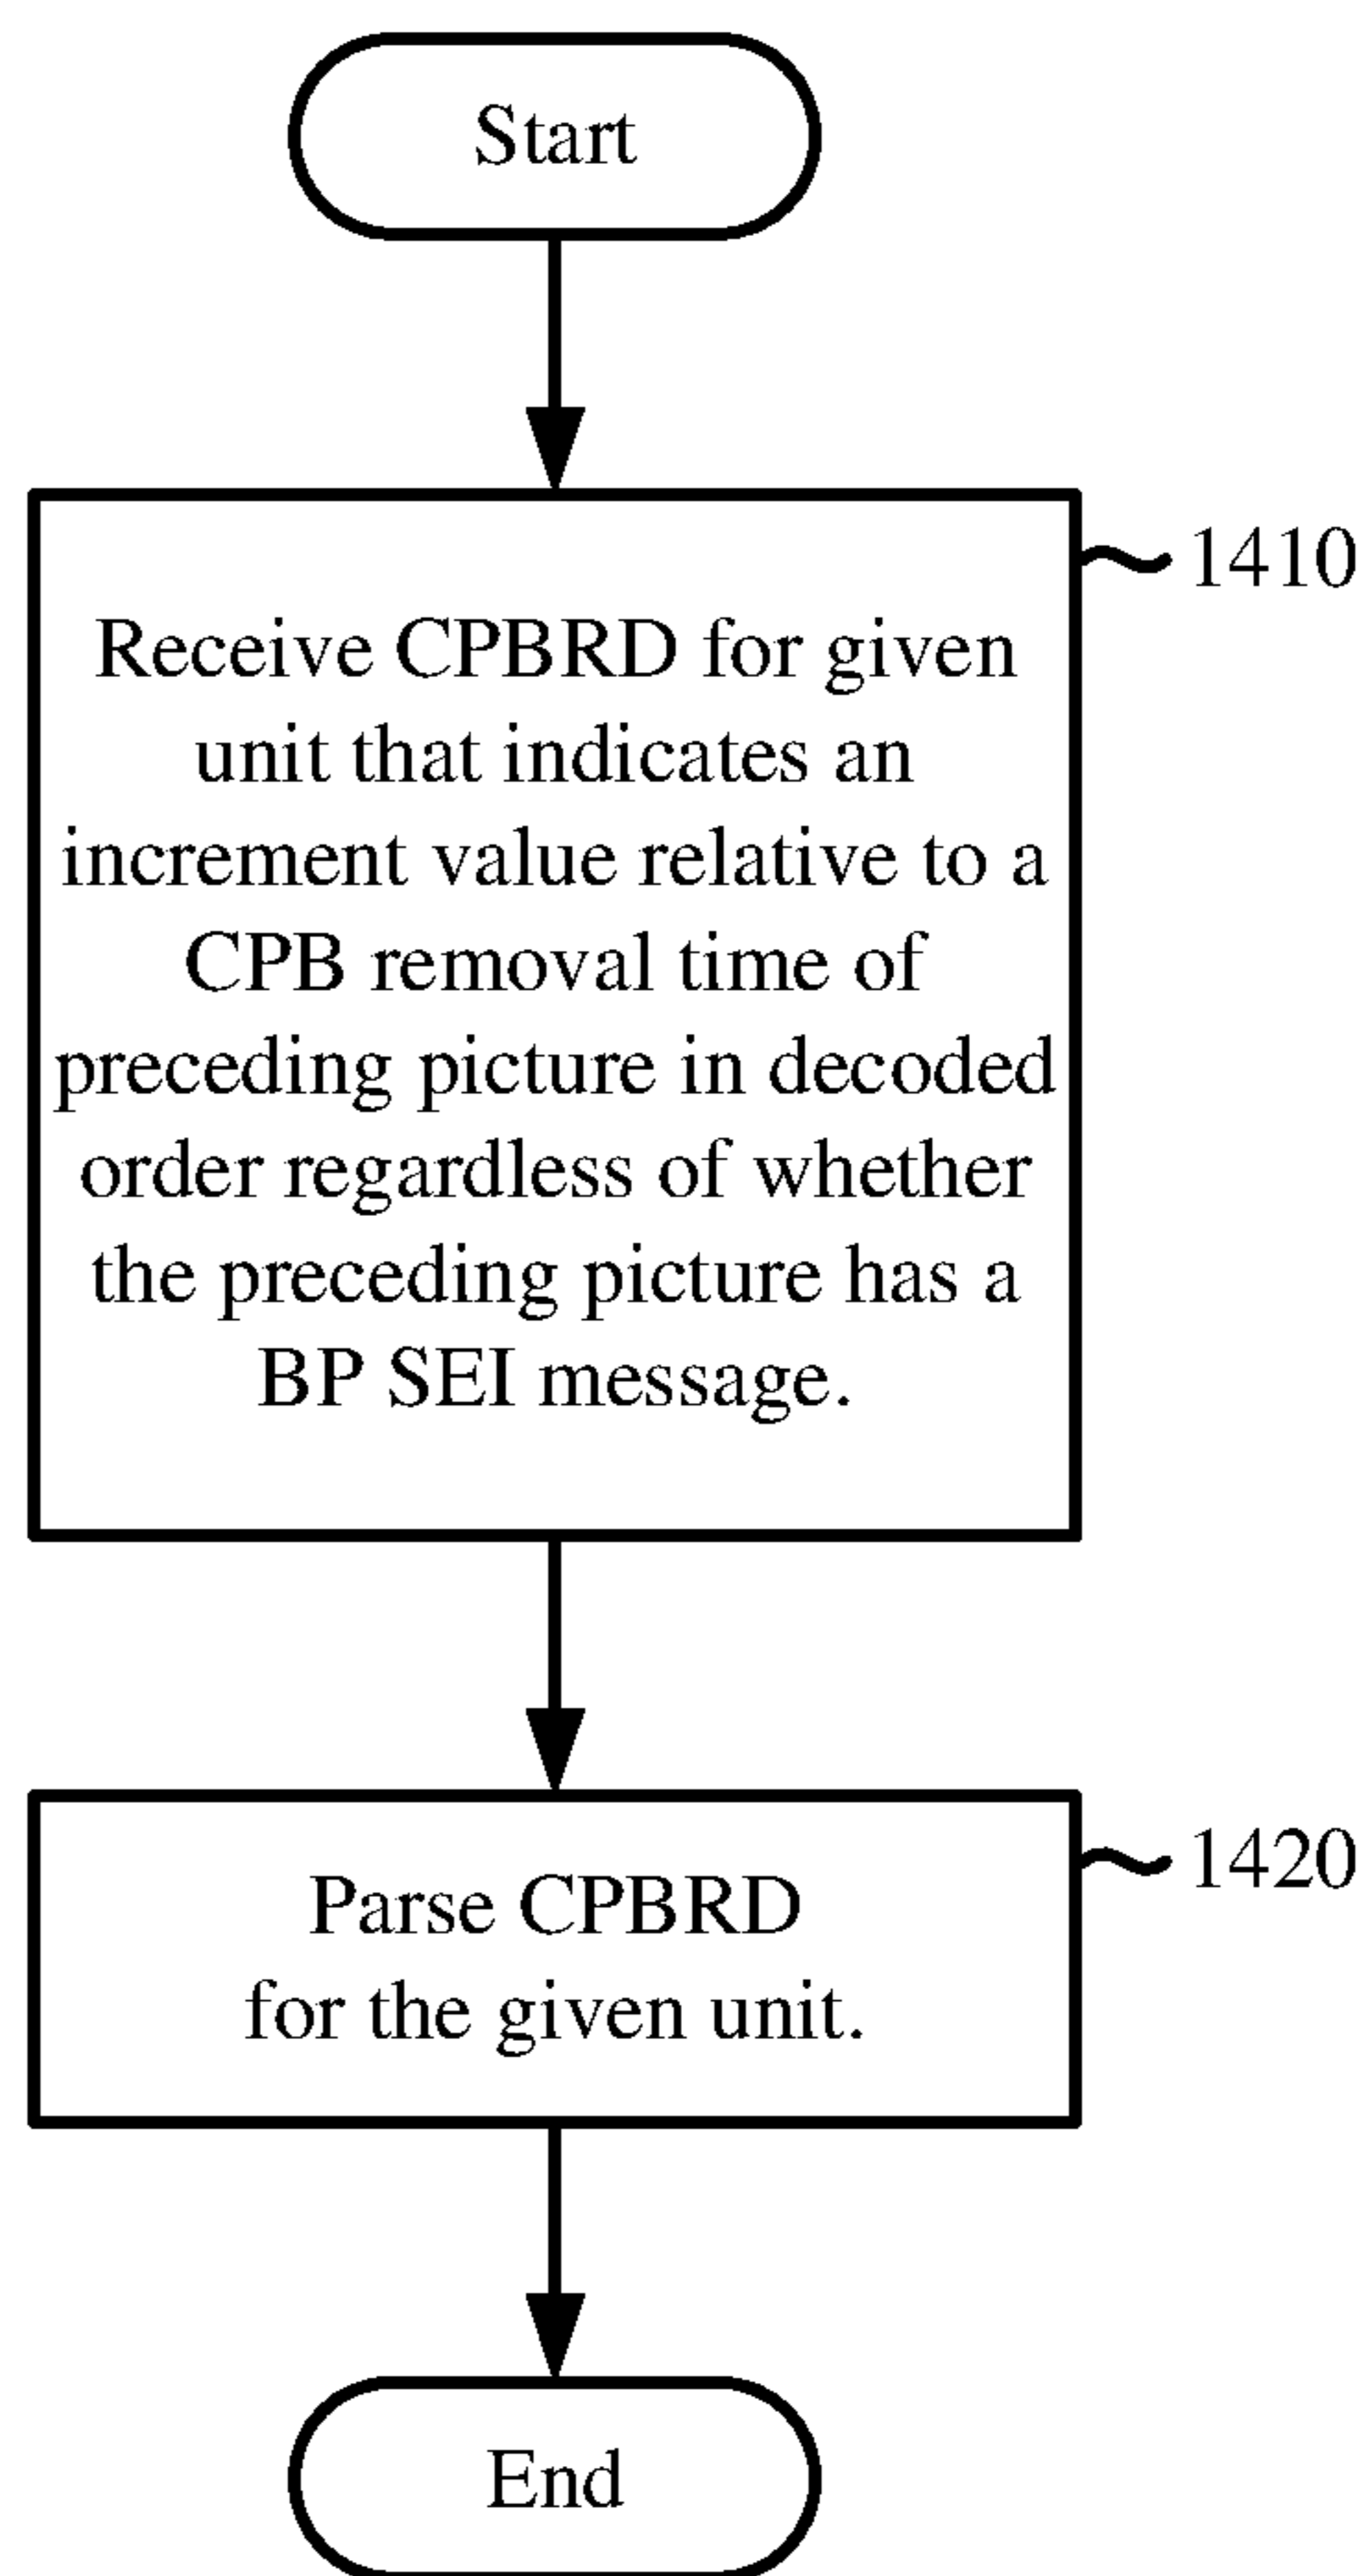 Start
1410
Receive CPBRD for given
unit that indicates an
increment value relative to a
CPB removal time of
preceding picture in decoded
order regardless of whether
the preceding picture has a
BP SEI message.
1420
Parse CPBRD
for the given unit.
End